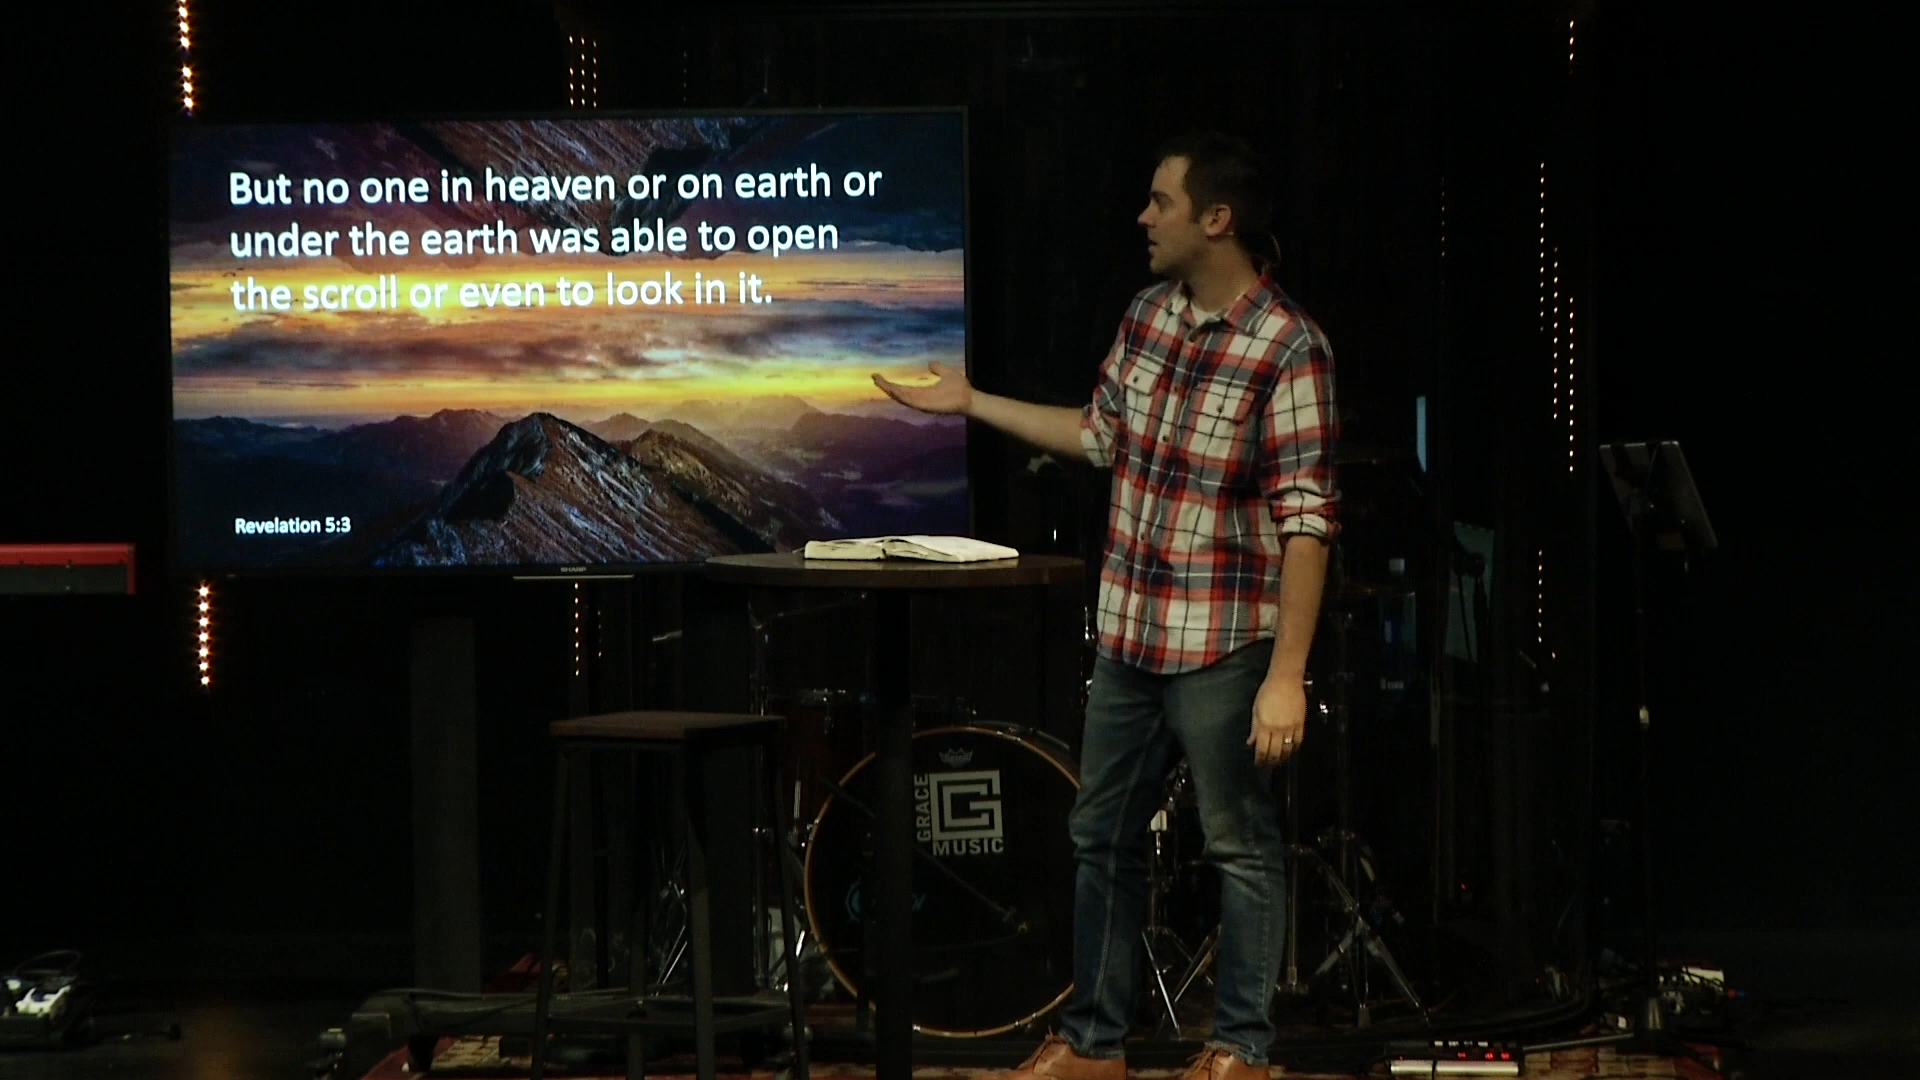 But no one in heaven or on earth or
under the earth was able to open
the scroll or even to look in it.
Revelation 5:3
SHARP
GRACE
MUSIC